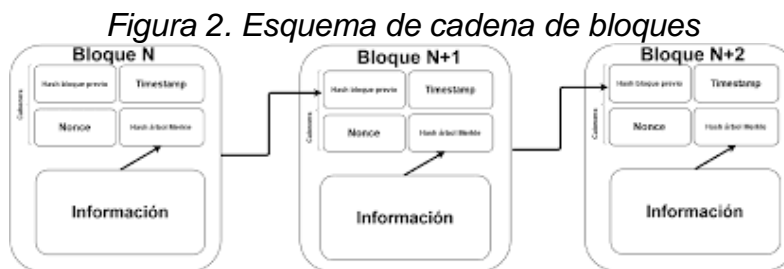 Figura 2. Esquema de cadena de bloques
Bloque N
Bloque N+1
Bloque N+2
Cabecera
Hash bloque previo
Timestamp
Nonce
Hash árbol Merkle
Información
Cabecera
Hash bloque previo
Timestamp
Nonce
Hash árbol Merkle
Información
Cabecera
Hash bloque previo
Timestamp
Nonce
Hash árbol Merkle
Información